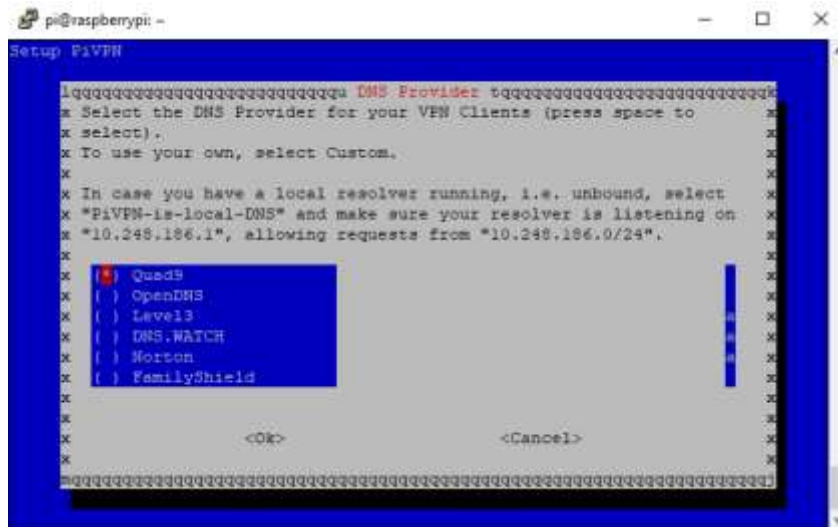 pi@raspberrypi: ~
Setup PiVPN
lqqqqqqqqqqqqqqqqqqqqqqqqqqu DNS Provider tqqqqqqqqqqqqqqqqqqqqqqqqqqk
x Select the DNS Provider for your VPN Clients (press space to x
x select). x
x To use your own, select Custom. x
x x
x In case you have a local resolver running, i.e. unbound, select x
x "PiVPN-is-local-DNS" and make sure your resolver is listening on x
x "10.248.186.1", allowing requests from "10.248.186.0/24". x
x x
x (*) Quad9 x
x ( ) OpenDNS x
x ( ) Level3 a x
x ( ) DNS.WATCH a x
x ( ) Norton a x
x ( ) FamilyShield x
x x
x <Ok> <Cancel> x
x x
mqqqqqqqqqqqqqqqqqqqqqqqqqqqqqqqqqqqqqqqqqqqqqqqqqqqqqqqqqqqqqqqqqqj